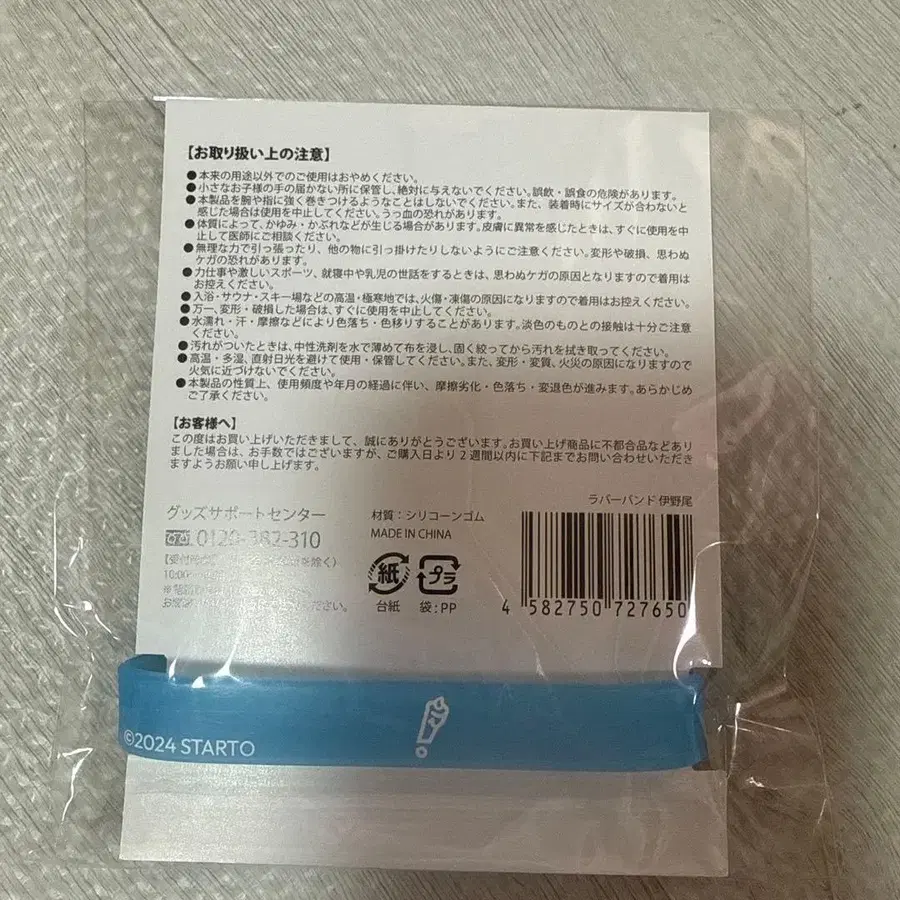 【お取り扱い上の注意】
●本来の用途以外でのご使用はおやめください。
●小さなお子様の手の届かない所に保管し、絶対に与えないでください。誤飲・誤食の危険があります。
●本製品を腕や指に強く巻きつけるようなことはしないでください。また、装着時にサイズが合わないと
感じた場合は使用を中止してください。うっ血の恐れがあります。
●体質によって、かゆみ・かぶれなどが生じる場合があります。皮膚に異常を感じたときは、すぐに使用を中
止して医師にご相談ください。
●無理な力で引っ張ったり、他の物に引っ掛けたりしないようにご注意ください。変形や破損、思わぬ
ケガの恐れがあります。
●力仕事や激しいスポーツ、就寝中や乳児の世話をするときは、思わぬケガの原因となりますので着用は
お控えください。
●入浴・サウナ・スキー場などの高温・極寒地では、火傷・凍傷の原因になりますので着用はお控えください。
●万一、変形・破損した場合は、すぐに使用を中止してください。
●水濡れ・汗・摩擦などにより色落ち・色移りすることがあります。淡色のものとの接触は十分ご注意
ください。
●汚れがついたときは、中性洗剤を水で薄めて布を浸し、固く絞ってから汚れを拭き取ってください。
●高温・多湿、直射日光を避けて使用・保管してください。また、変形・変質、火災の原因になりますので
火気に近づけないでください。
●本製品の性質上、使用頻度や年月の経過に伴い、摩擦劣化・色落ち・変退色が進みます。あらかじめ
ご了承ください。
【お客様へ】
この度はお買い上げいただきまして、誠にありがとうございます。お買い上げ商品に不都合品などあり
ました場合は、お手数ではございますが、ご購入日より2週間以内に下記までお問い合わせいただき
ますようお願い申し上げます。
ラバーバンド 伊野尾
グッズサポートセンター
0120-382-310
【受付時
を除く）
10:00
ください。
材質：シリコーンゴム
MADE IN CHINA
紙
プラ
台紙
袋：PP
4 582750 727650
©2024 STARTO